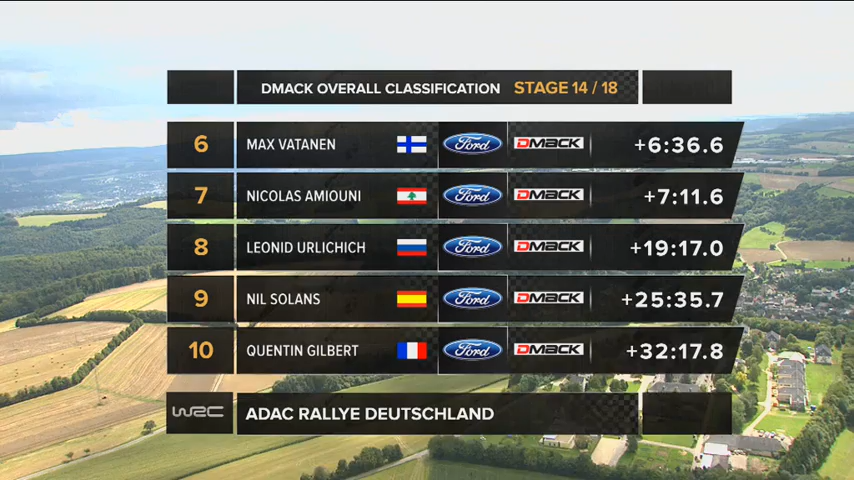 DMACK OVERALL CLASSIFICATION STAGE 14 / 18
6 MAX VATANEN Ford DMACK +6:36.6
7 NICOLAS AMIOUNI Ford DMACK +7:11.6
8 LEONID URLICHICH Ford DMACK +19:17.0
9 NIL SOLANS Ford DMACK +25:35.7
10 QUENTIN GILBERT Ford DMACK +32:17.8
WRC ADAC RALLYE DEUTSCHLAND